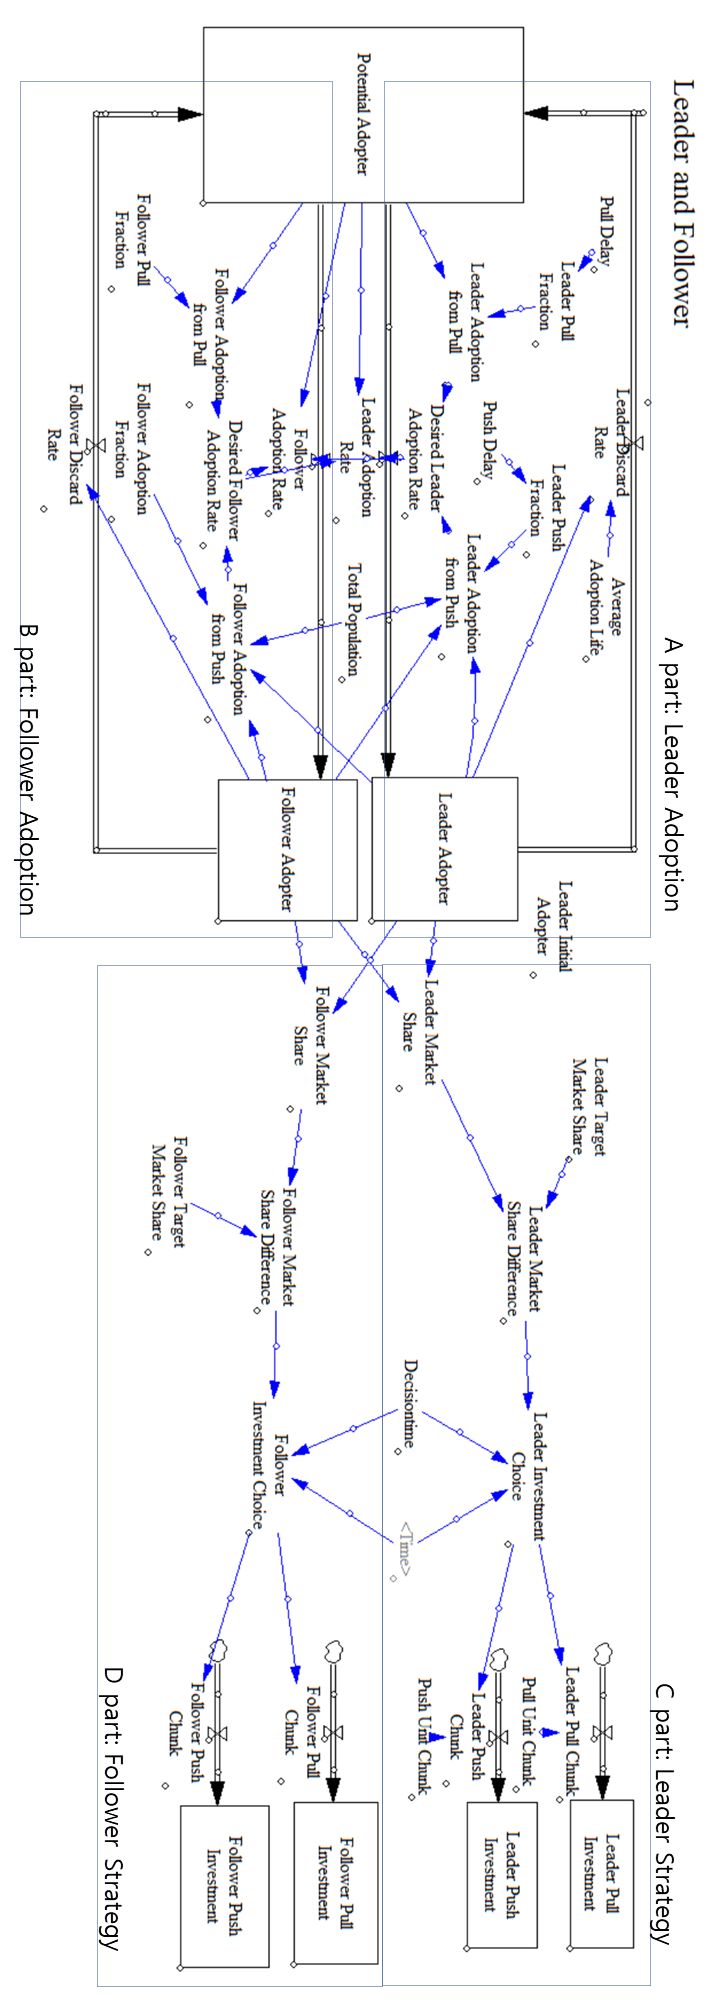 Leader and Follower
A part: Leader Adoption
Pull Delay
Leader Pull
Fraction
Leader Discard
Rate
Average
Adoption Life
Leader Adoption
from Pull
Push Delay
Leader Push
Fraction
Desired Leader
Adoption Rate
Leader Adoption
from Push
Potential Adopter
Leader Adoption
Rate
Total Population
Leader Adopter
Leader Initial
Adopter
Follower
Adoption Rate
Follower Adopter
Follower Adoption
from Pull
Desired Follower
Adoption Rate
Follower Adoption
from Push
Follower Pull
Fraction
Follower Adoption
Fraction
Follower Discard
Rate
B part: Follower Adoption
C part: Leader Strategy
Leader Target
Market Share
Leader Market
Share
Leader Market
Share Difference
Leader Investment
Choice
Leader Pull Chunk
Pull Unit Chunk
Leader Push
Chunk
Push Unit Chunk
Leader Pull
Investment
Leader Push
Investment
Decisiontime
<Time>
Follower Market
Share
Follower Market
Share Difference
Follower Target
Market Share
Follower
Investment Choice
Follower Pull
Chunk
Follower Push
Chunk
Follower Pull
Investment
Follower Push
Investment
D part: Follower Strategy